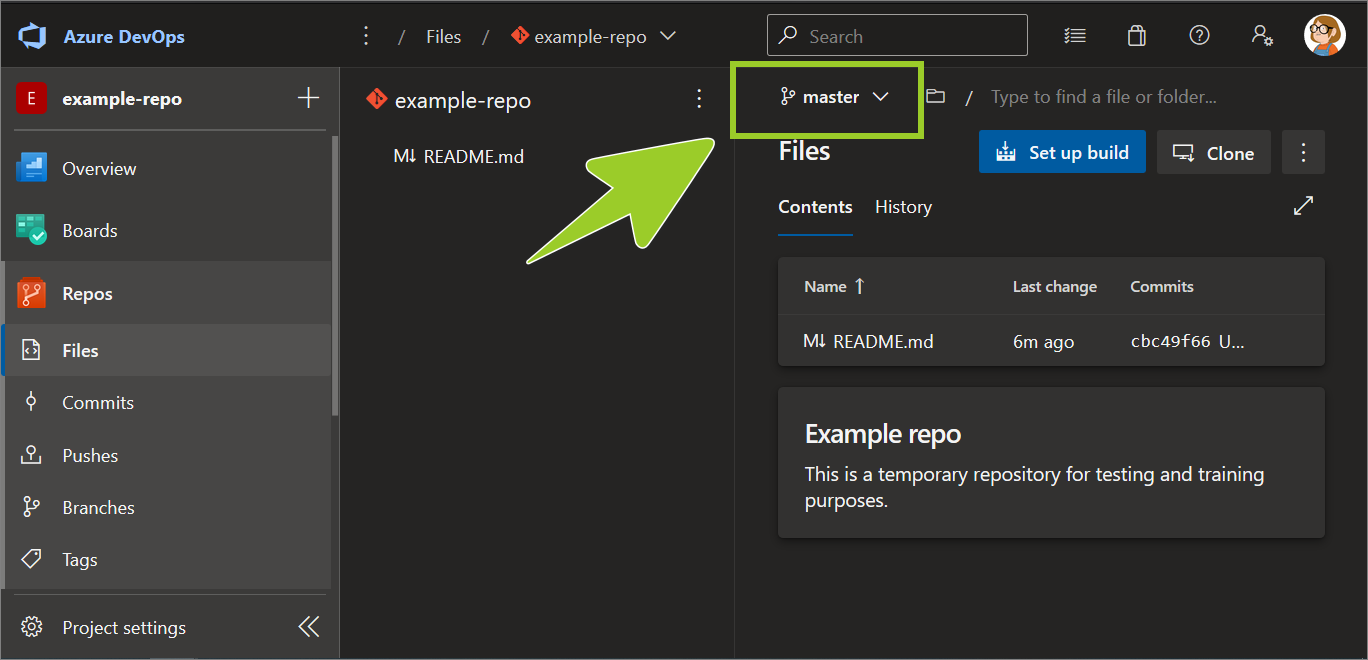 Azure DevOps
/ Files / example-repo
Search
E example-repo
Overview
Boards
Repos
Files
Commits
Pushes
Branches
Tags
Project settings
example-repo
M↓ README.md
master
/ Type to find a file or folder...
Files
Set up build
Clone
Contents History
Name ↑ Last change Commits
M↓ README.md 6m ago cbc49f66 U...
Example repo
This is a temporary repository for testing and training
purposes.